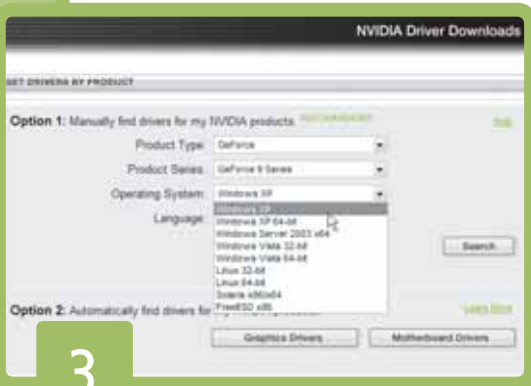 NVIDIA Driver Downloads
GET DRIVERS BY PRODUCT
Option 1: Manually find drivers for my NVIDIA products.
Product Type: GeForce
Product Series: GeForce 9 Series
Operating System: Windows XP
Language:
Windows XP
Windows XP 64-bit
Windows Server 2003 x64
Windows Vista 32-bit
Windows Vista 64-bit
Linux 32-bit
Linux 64-bit
Solaris x86/x64
FreeBSD x86
Search
Option 2: Automatically find drivers for
Learn More
Graphics Drivers
Motherboard Drivers
3